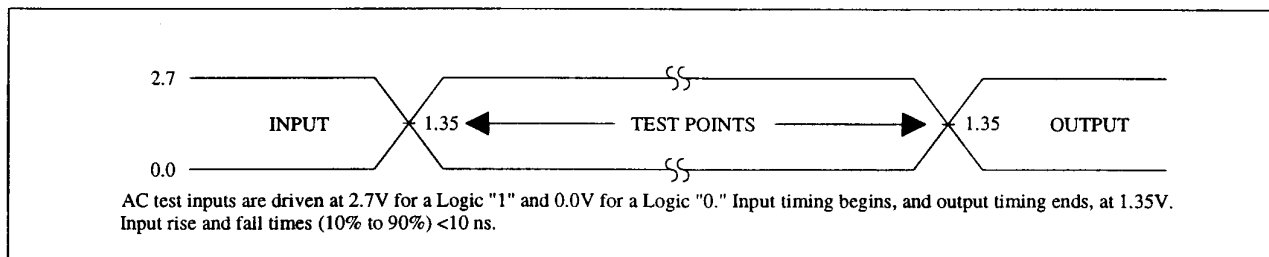 2.7
INPUT 1.35 TEST POINTS 1.35 OUTPUT
0.0
AC test inputs are driven at 2.7V for a Logic "1" and 0.0V for a Logic "0." Input timing begins, and output timing ends, at 1.35V.
Input rise and fall times (10% to 90%) <10 ns.